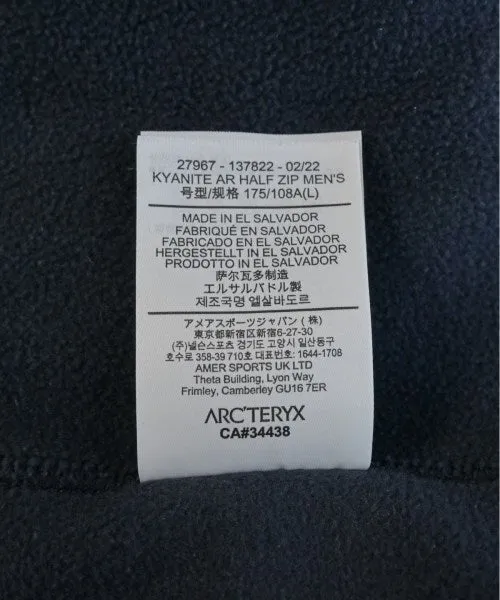 27967 - 137822 - 02/22
KYANITE AR HALF ZIP MEN'S
号型/规格 175/108A(L)
MADE IN EL SALVADOR
FABRIQUÉ EN SALVADOR
FABRICADO EN EL SALVADOR
HERGESTELLT IN EL SALVADOR
PRODOTTO IN EL SALVADOR
萨尔瓦多制造
エルサルバドル製
제조국명 엘살바도르
アメアスポーツジャパン(株)
東京都新宿区新宿6-27-30
(주)넬슨스포츠 경기도 고양시 일산동구
호수로 358-39 710호 대표번호: 1644-1708
AMER SPORTS UK LTD
Theta Building, Lyon Way
Frimley, Camberley GU16 7ER
ARC'TERYX
CA#34438